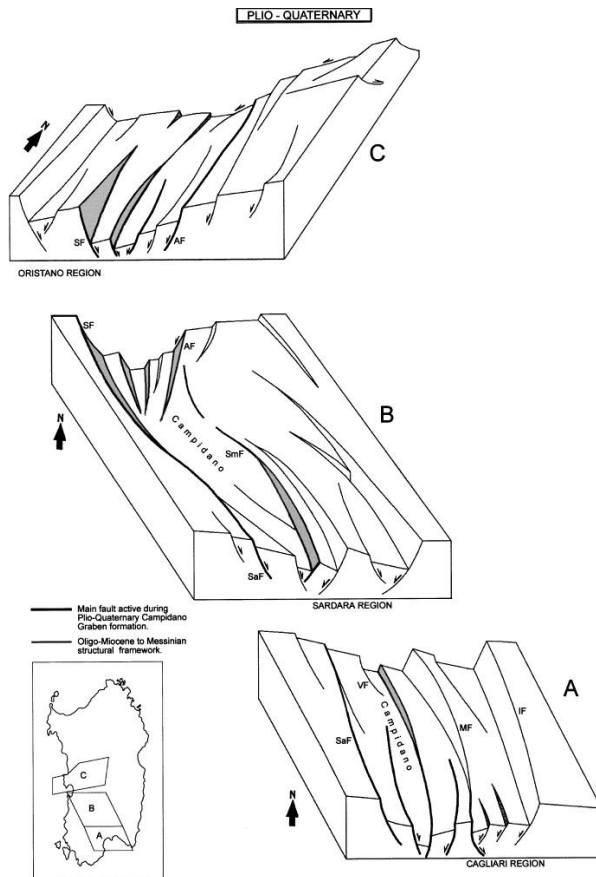 PLIO - QUATERNARY
N
C
SF
AF
ORISTANO REGION
SF
AF
B
N
Campidano
SmF
SaF
SARDARA REGION
Main fault active during
Plio-Quaternary Campidano
Graben formation.
Oligo-Miocene to Messinian
structural framework.
A
VF
IF
Campidano
MF
SaF
N
CAGLIARI REGION
C
B
A